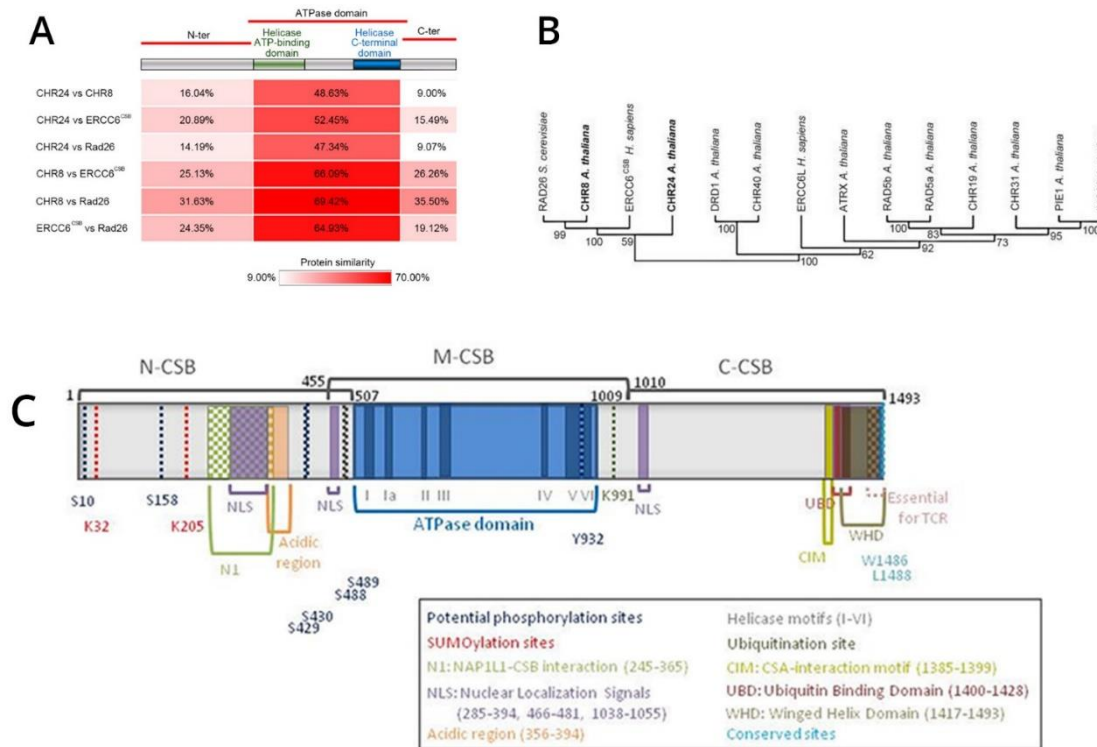 A
ATPase domain
N-ter
Helicase
ATP-binding
domain
Helicase
C-terminal
domain
C-ter
CHR24 vs CHR8 16.04% 48.63% 9.00%
CHR24 vs ERCC6CSB 20.89% 52.45% 15.49%
CHR24 vs Rad26 14.19% 47.34% 9.07%
CHR8 vs ERCC6CSB 25.13% 66.09% 26.26%
CHR8 vs Rad26 31.63% 69.42% 35.50%
ERCC6CSB vs Rad26 24.35% 64.93% 19.12%
Protein similarity
9.00% 70.00%
B
RAD26 S. cerevisiae
CHR8 A. thaliana
ERCC6CSB H. sapiens
CHR24 A. thaliana
DRD1 A. thaliana
CHR40 A. thaliana
ERCC6L H. sapiens
ATRX A. thaliana
RAD5b A. thaliana
RAD5a A. thaliana
CHR19 A. thaliana
CHR31 A. thaliana
PIE1 A. thaliana
99 100 59 100 100 62 92 100 83 73 95 100
C
N-CSB M-CSB C-CSB
1 455 507 1009 1010 1493
I Ia II III IV V VI
S10 S158 NLS NLS K991 NLS UBD Essential
for TCR
K32 K205 ATPase domain
Acidic
region
N1 Y932 CIM WHD
W1486
L1488
S489
S488
S430
S429
Potential phosphorylation sites
SUMOylation sites
N1: NAP1L1-CSB interaction (245-365)
NLS: Nuclear Localization Signals
(285-394, 466-481, 1038-1055)
Acidic region (356-394)
Helicase motifs (I-VI)
Ubiquitination site
CIM: CSA-interaction motif (1385-1399)
UBD: Ubiquitin Binding Domain (1400-1428)
WHD: Winged Helix Domain (1417-1493)
Conserved sites